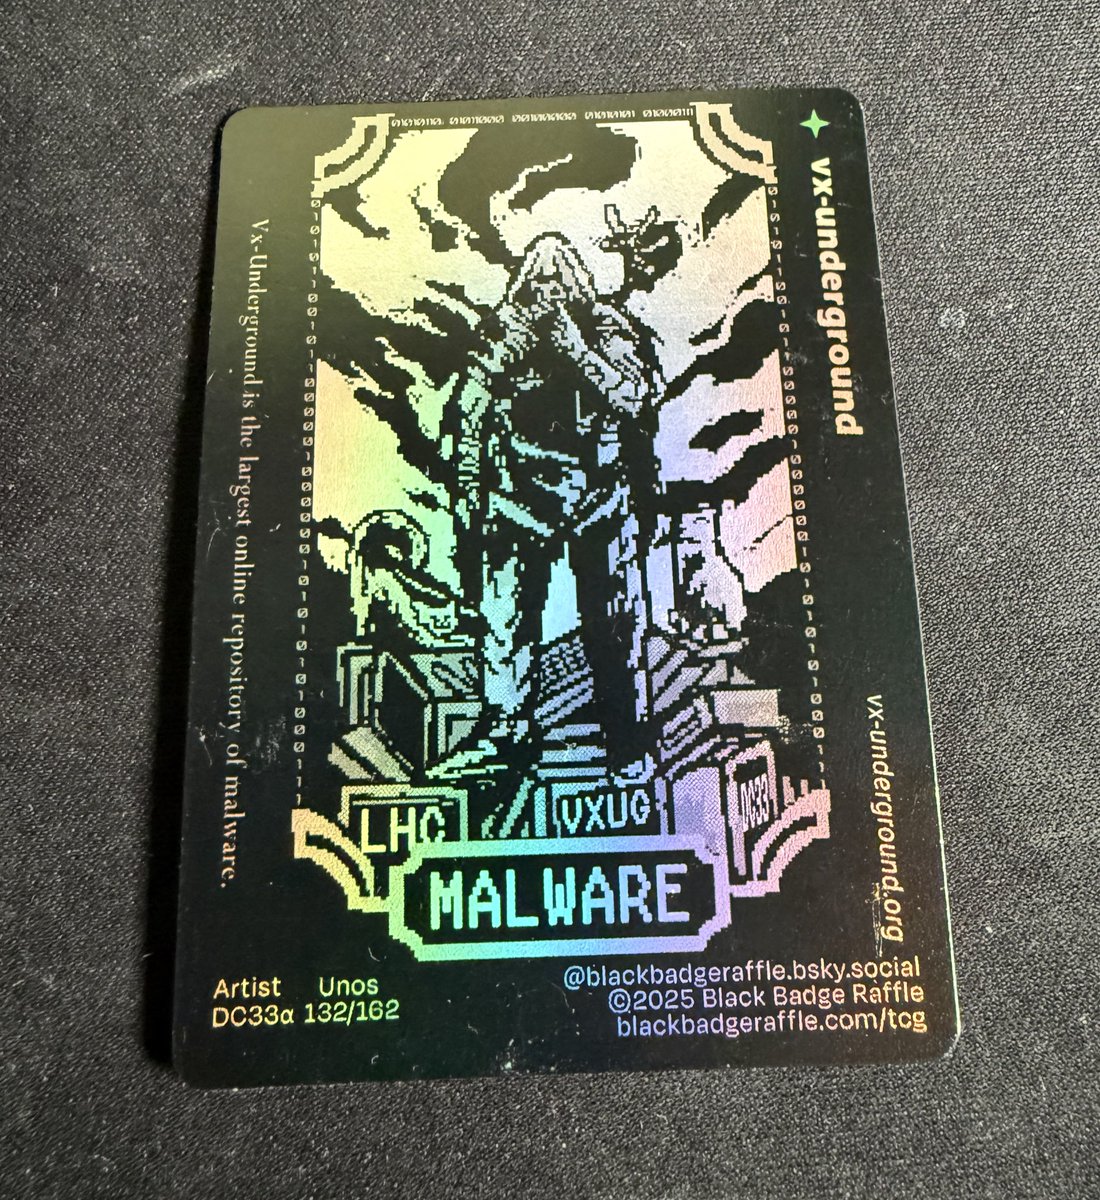 vx-underground
Vx-Underground is the largest online repository of malware.
vx-underground.org
LHC
VXUG
DC33
MALWARE
Artist Unos
DC33α 132/162
@blackbadgeraffle.bsky.social
©2025 Black Badge Raffle
blackbadgeraffle.com/tcg